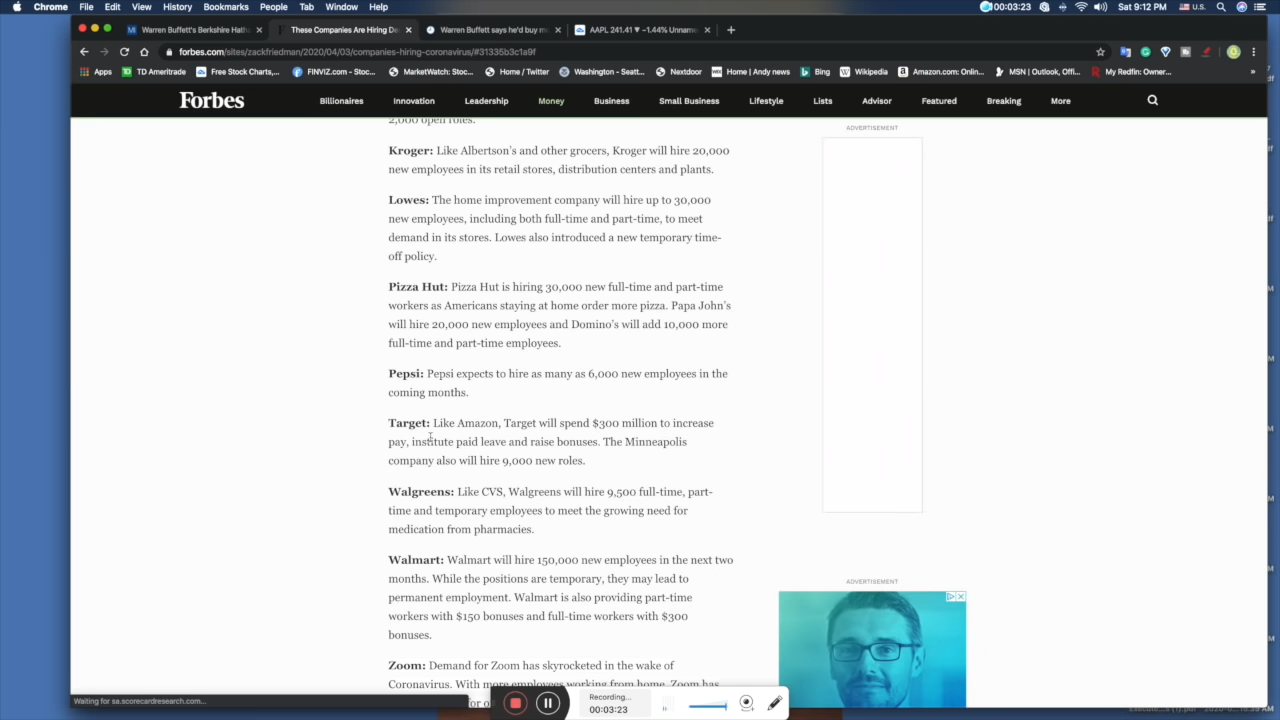 Chrome File Edit View History Bookmarks People Tab Window Help 00:03:23 U.S. Sat 9:12 PM
Warren Buffett's Berkshire Hath × These Companies Are Hiring De × Warren Buffett says he'd buy m × AAPL 241.41 ▼ −1.44% Unnam × +
forbes.com/sites/zackfriedman/2020/04/03/companies-hiring-coronavirus/#31335b3c1a9f
Apps TD Ameritrade Free Stock Charts,... FINVIZ.com - Stoc... MarketWatch: Stoc... Home / Twitter Washington - Seatt... Nextdoor Home | Andy news Bing Wikipedia Amazon.com: Onlin... MSN | Outlook, Offi... My Redfin: Owner... »
Forbes Billionaires Innovation Leadership Money Business Small Business Lifestyle Lists Advisor Featured Breaking More
2,000 open roles.
ADVERTISEMENT
Kroger: Like Albertson's and other grocers, Kroger will hire 20,000
new employees in its retail stores, distribution centers and plants.
Lowes: The home improvement company will hire up to 30,000
new employees, including both full-time and part-time, to meet
demand in its stores. Lowes also introduced a new temporary time-
off policy.
Pizza Hut: Pizza Hut is hiring 30,000 new full-time and part-time
workers as Americans staying at home order more pizza. Papa John's
will hire 20,000 new employees and Domino's will add 10,000 more
full-time and part-time employees.
Pepsi: Pepsi expects to hire as many as 6,000 new employees in the
coming months.
Target: Like Amazon, Target will spend $300 million to increase
pay, institute paid leave and raise bonuses. The Minneapolis
company also will hire 9,000 new roles.
Walgreens: Like CVS, Walgreens will hire 9,500 full-time, part-
time and temporary employees to meet the growing need for
medication from pharmacies.
Walmart: Walmart will hire 150,000 new employees in the next two
months. While the positions are temporary, they may lead to
permanent employment. Walmart is also providing part-time
workers with $150 bonuses and full-time workers with $300
bonuses.
ADVERTISEMENT
Zoom: Demand for Zoom has skyrocketed in the wake of
Coronavirus. With more employees working from home, Zoom has
Waiting for sa.scorecardresearch.com...
Recording...
00:03:23